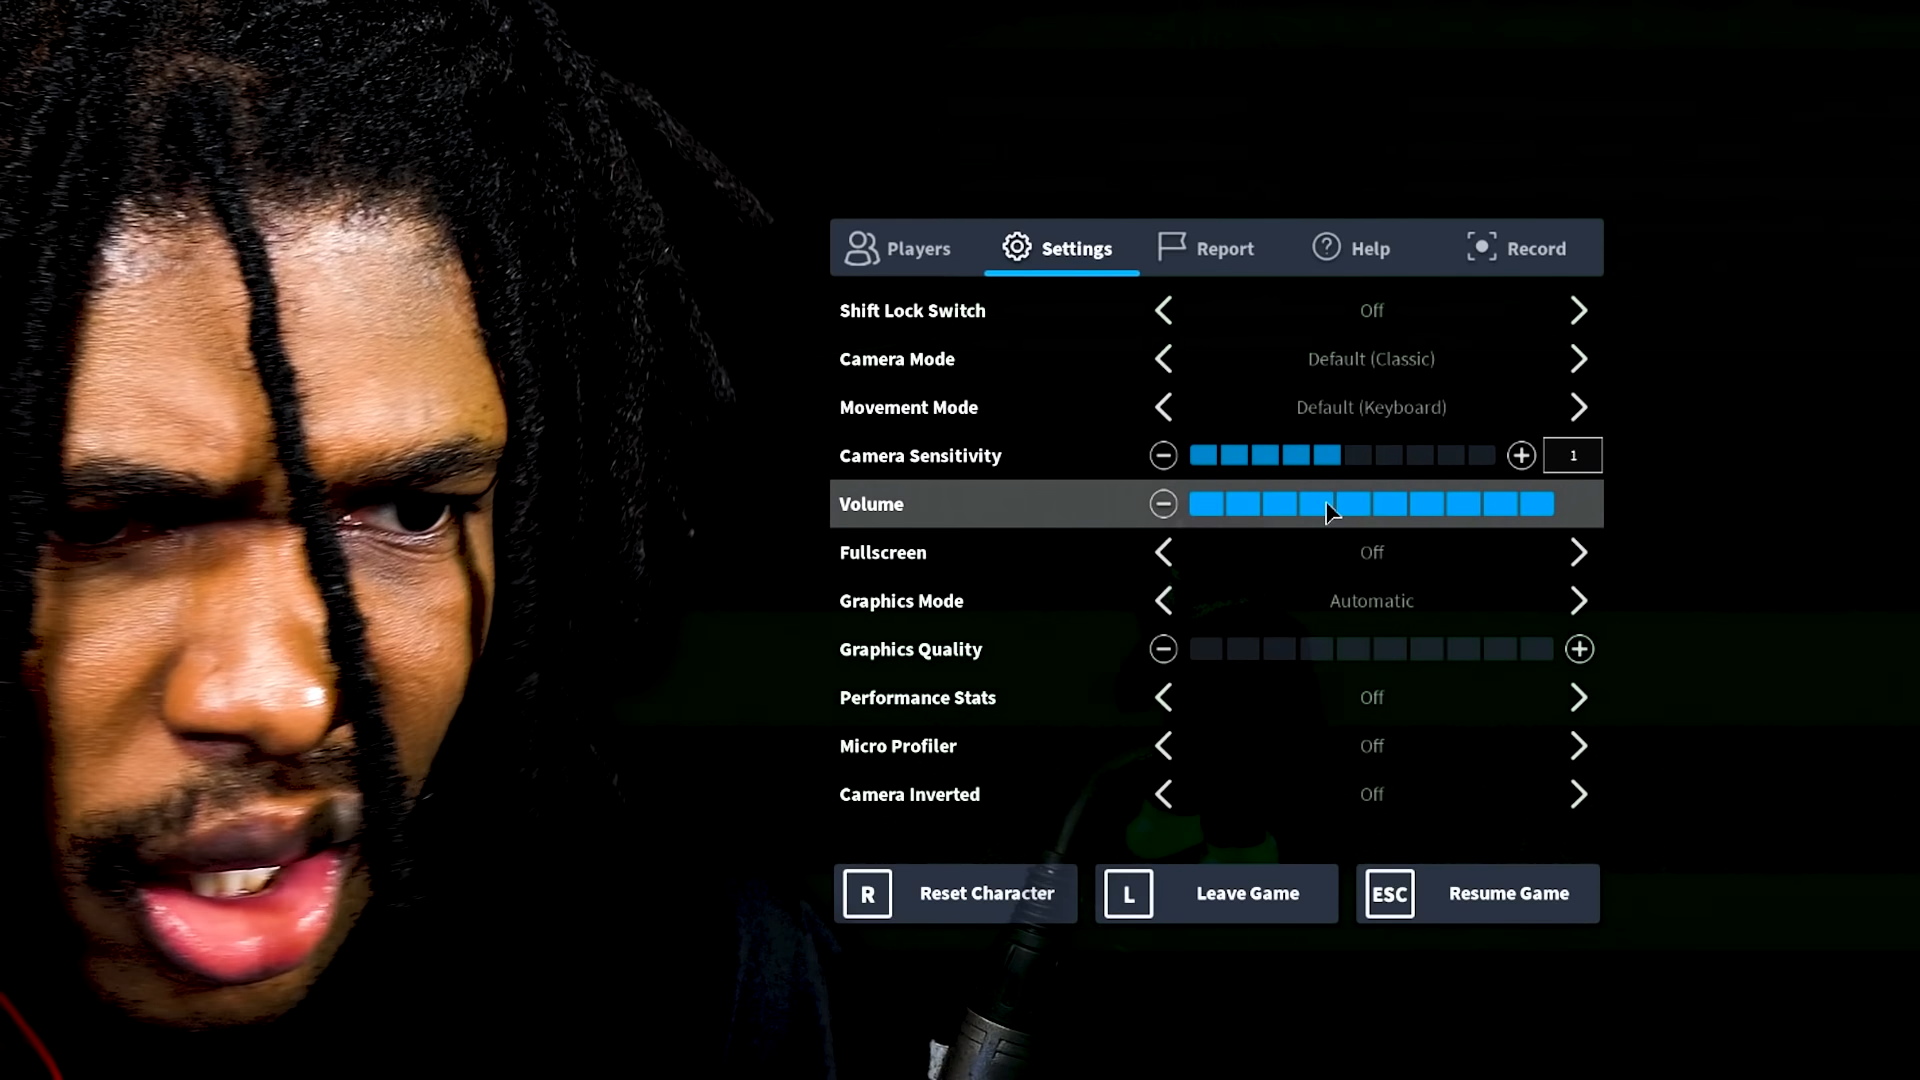 Players Settings Report Help Record
Shift Lock Switch Off
Camera Mode Default (Classic)
Movement Mode Default (Keyboard)
Camera Sensitivity 1
Volume
Fullscreen Off
Graphics Mode Automatic
Graphics Quality
Performance Stats Off
Micro Profiler Off
Camera Inverted Off
R Reset Character L Leave Game ESC Resume Game